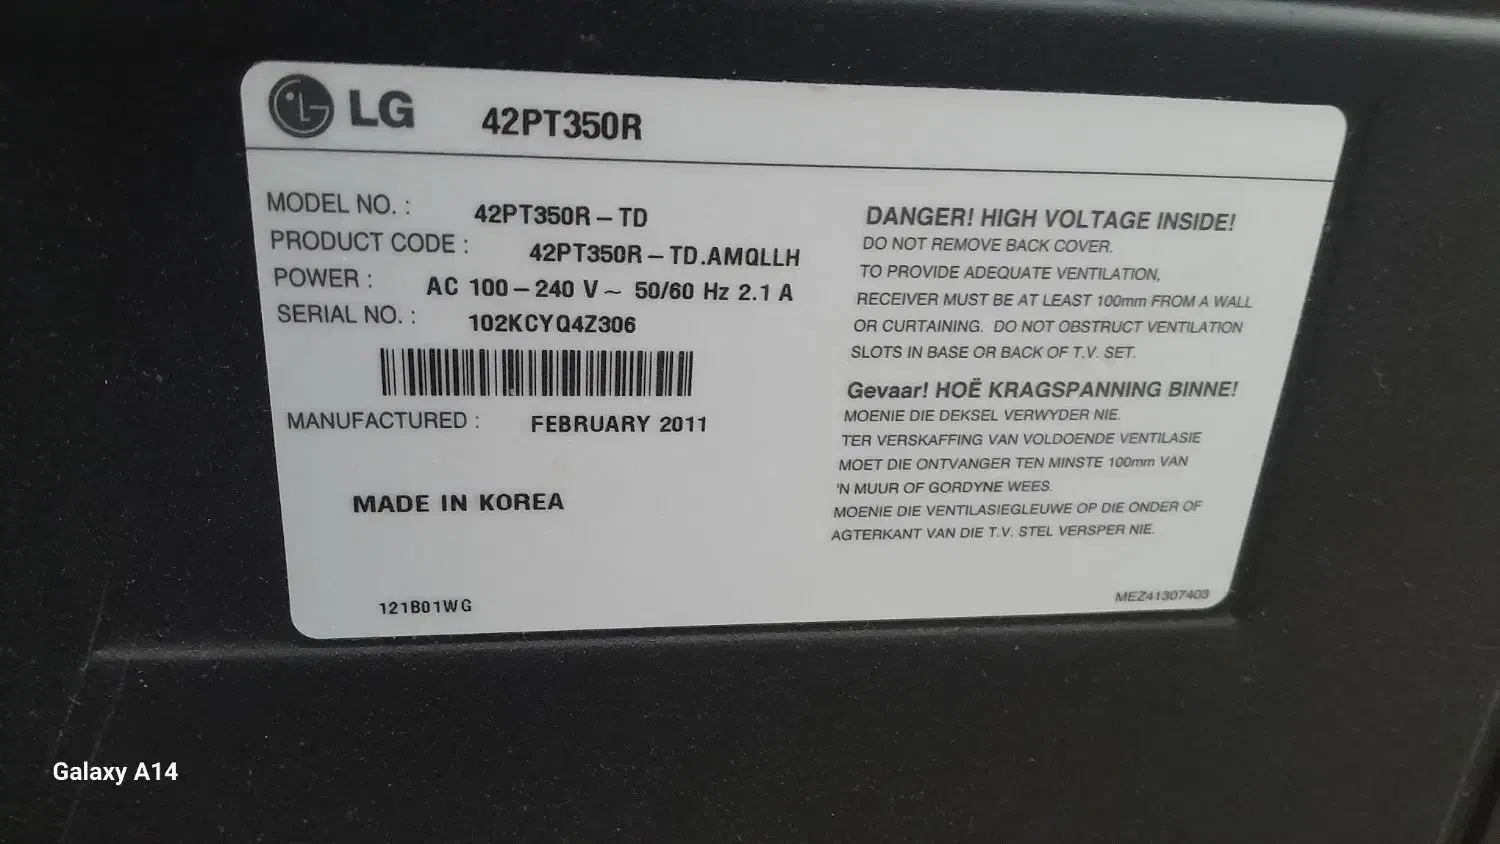 LG 42PT350R
MODEL NO. : 42PT350R – TD
PRODUCT CODE : 42PT350R – TD.AMQLLH
POWER : AC 100 – 240 V ~ 50/60 Hz 2.1 A
SERIAL NO. : 102KCYQ4Z306
MANUFACTURED : FEBRUARY 2011
MADE IN KOREA
121B01WG
DANGER! HIGH VOLTAGE INSIDE!
DO NOT REMOVE BACK COVER.
TO PROVIDE ADEQUATE VENTILATION,
RECEIVER MUST BE AT LEAST 100mm FROM A WALL
OR CURTAINING. DO NOT OBSTRUCT VENTILATION
SLOTS IN BASE OR BACK OF T.V. SET.
Gevaar! HOË KRAGSPANNING BINNE!
MOENIE DIE DEKSEL VERWYDER NIE.
TER VERSKAFFING VAN VOLDOENDE VENTILASIE
MOET DIE ONTVANGER TEN MINSTE 100mm VAN
'N MUUR OF GORDYNE WEES.
MOENIE DIE VENTILASIEGLEUWE OP DIE ONDER OF
AGTERKANT VAN DIE T.V. STEL VERSPER NIE.
MEZ41307403
Galaxy A14